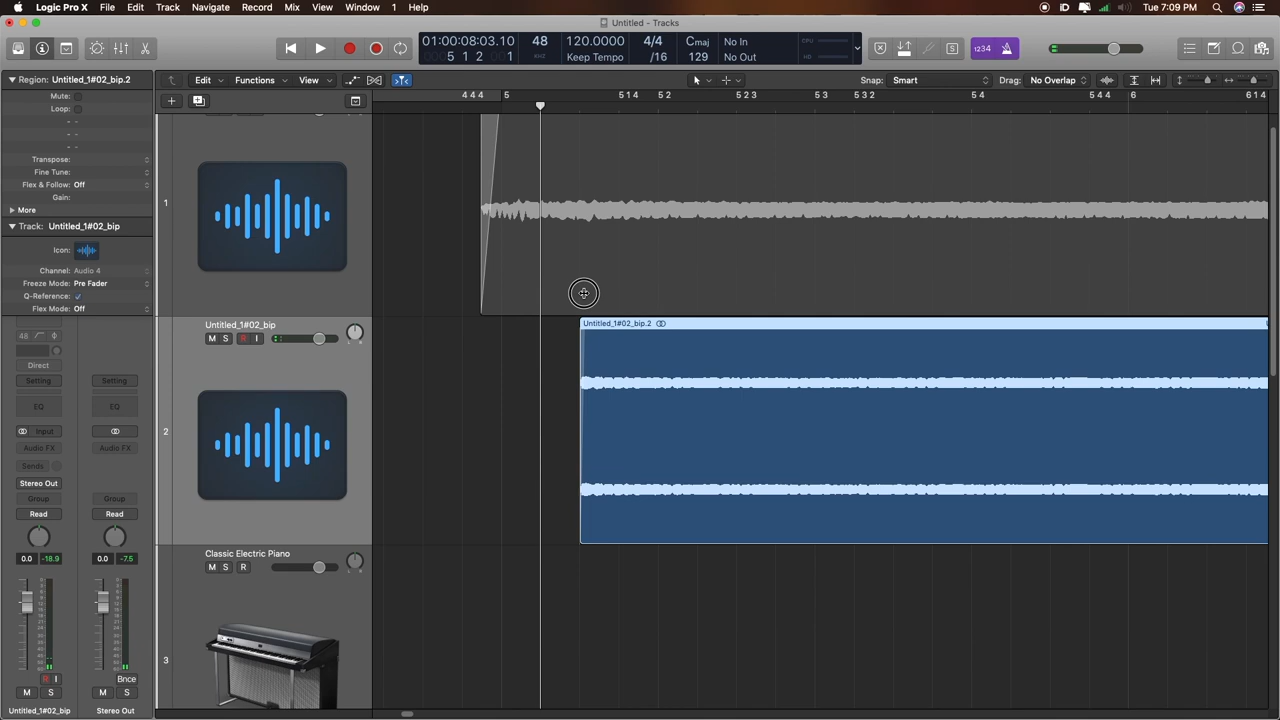 Logic Pro X File Edit Track Navigate Record Mix View Window 1 Help Tue 7:09 PM
Untitled - Tracks
01:00:08:03.10 48 120.0000 4/4 Cmaj No In CPU
5 1 2 1 KHZ Keep Tempo /16 129 No Out HD
1234
Region: Untitled_1#02_bip.2
Edit Functions View Snap: Smart Drag: No Overlap
Mute:
Loop:
4 4 4 5 5 1 4 5 2 5 2 3 5 3 5 3 2 5 4 5 4 4 6 6 1 4
Transpose:
Fine Tune:
Flex & Follow: Off
Gain:
More
1
Track: Untitled_1#02_bip
Icon:
Channel: Audio 4
Freeze Mode: Pre Fader
Q-Reference:
Flex Mode: Off
Untitled_1#02_bip
M S R I
Untitled_1#02_bip.2
2
48
Direct
Setting Setting
EQ EQ
Input
Audio FX Audio FX
Sends
Stereo Out
Group Group
Read Read
0.0 -18.9 0.0 -7.5
Classic Electric Piano
M S R
3
R I Bnce
M S M S
Untitled_1#02_bip Stereo Out